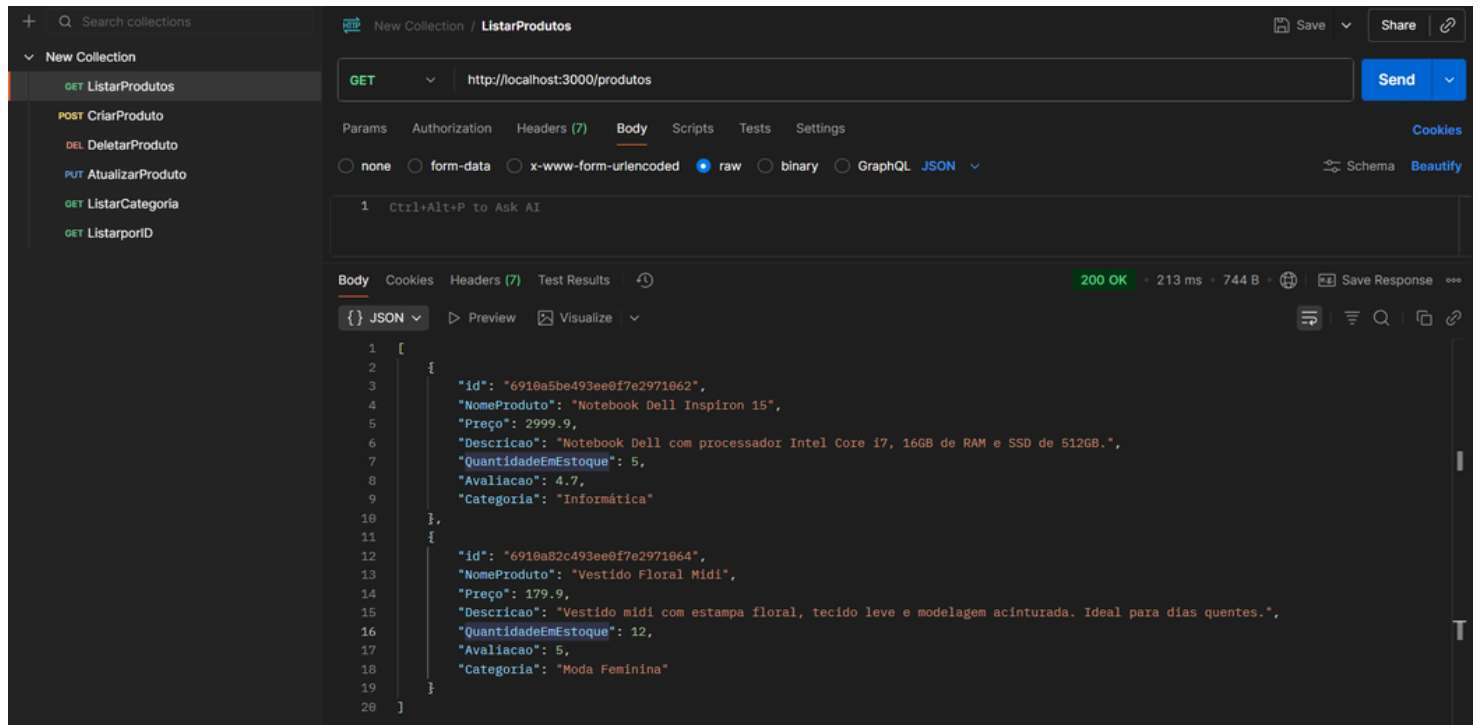 Search collections
New Collection
GET ListarProdutos
POST CriarProduto
DEL DeletarProduto
PUT AtualizarProduto
GET ListarCategoria
GET ListarporID
HTTP New Collection / ListarProdutos
Save Share
GET http://localhost:3000/produtos Send
Params Authorization Headers (7) Body Scripts Tests Settings Cookies
none form-data x-www-form-urlencoded raw binary GraphQL JSON Schema Beautify
1 Ctrl+Alt+P to Ask AI
Body Cookies Headers (7) Test Results 200 OK • 213 ms • 744 B • e.g. Save Response
{ } JSON Preview Visualize
1 [
2 {
3 "id": "6910a5be493ee0f7e2971062",
4 "NomeProduto": "Notebook Dell Inspiron 15",
5 "Preço": 2999.9,
6 "Descricao": "Notebook Dell com processador Intel Core i7, 16GB de RAM e SSD de 512GB.",
7 "QuantidadeEmEstoque": 5,
8 "Avaliacao": 4.7,
9 "Categoria": "Informática"
10 },
11 {
12 "id": "6910a82c493ee0f7e2971064",
13 "NomeProduto": "Vestido Floral Midi",
14 "Preço": 179.9,
15 "Descricao": "Vestido midi com estampa floral, tecido leve e modelagem acinturada. Ideal para dias quentes.",
16 "QuantidadeEmEstoque": 12,
17 "Avaliacao": 5,
18 "Categoria": "Moda Feminina"
19 }
20 ]